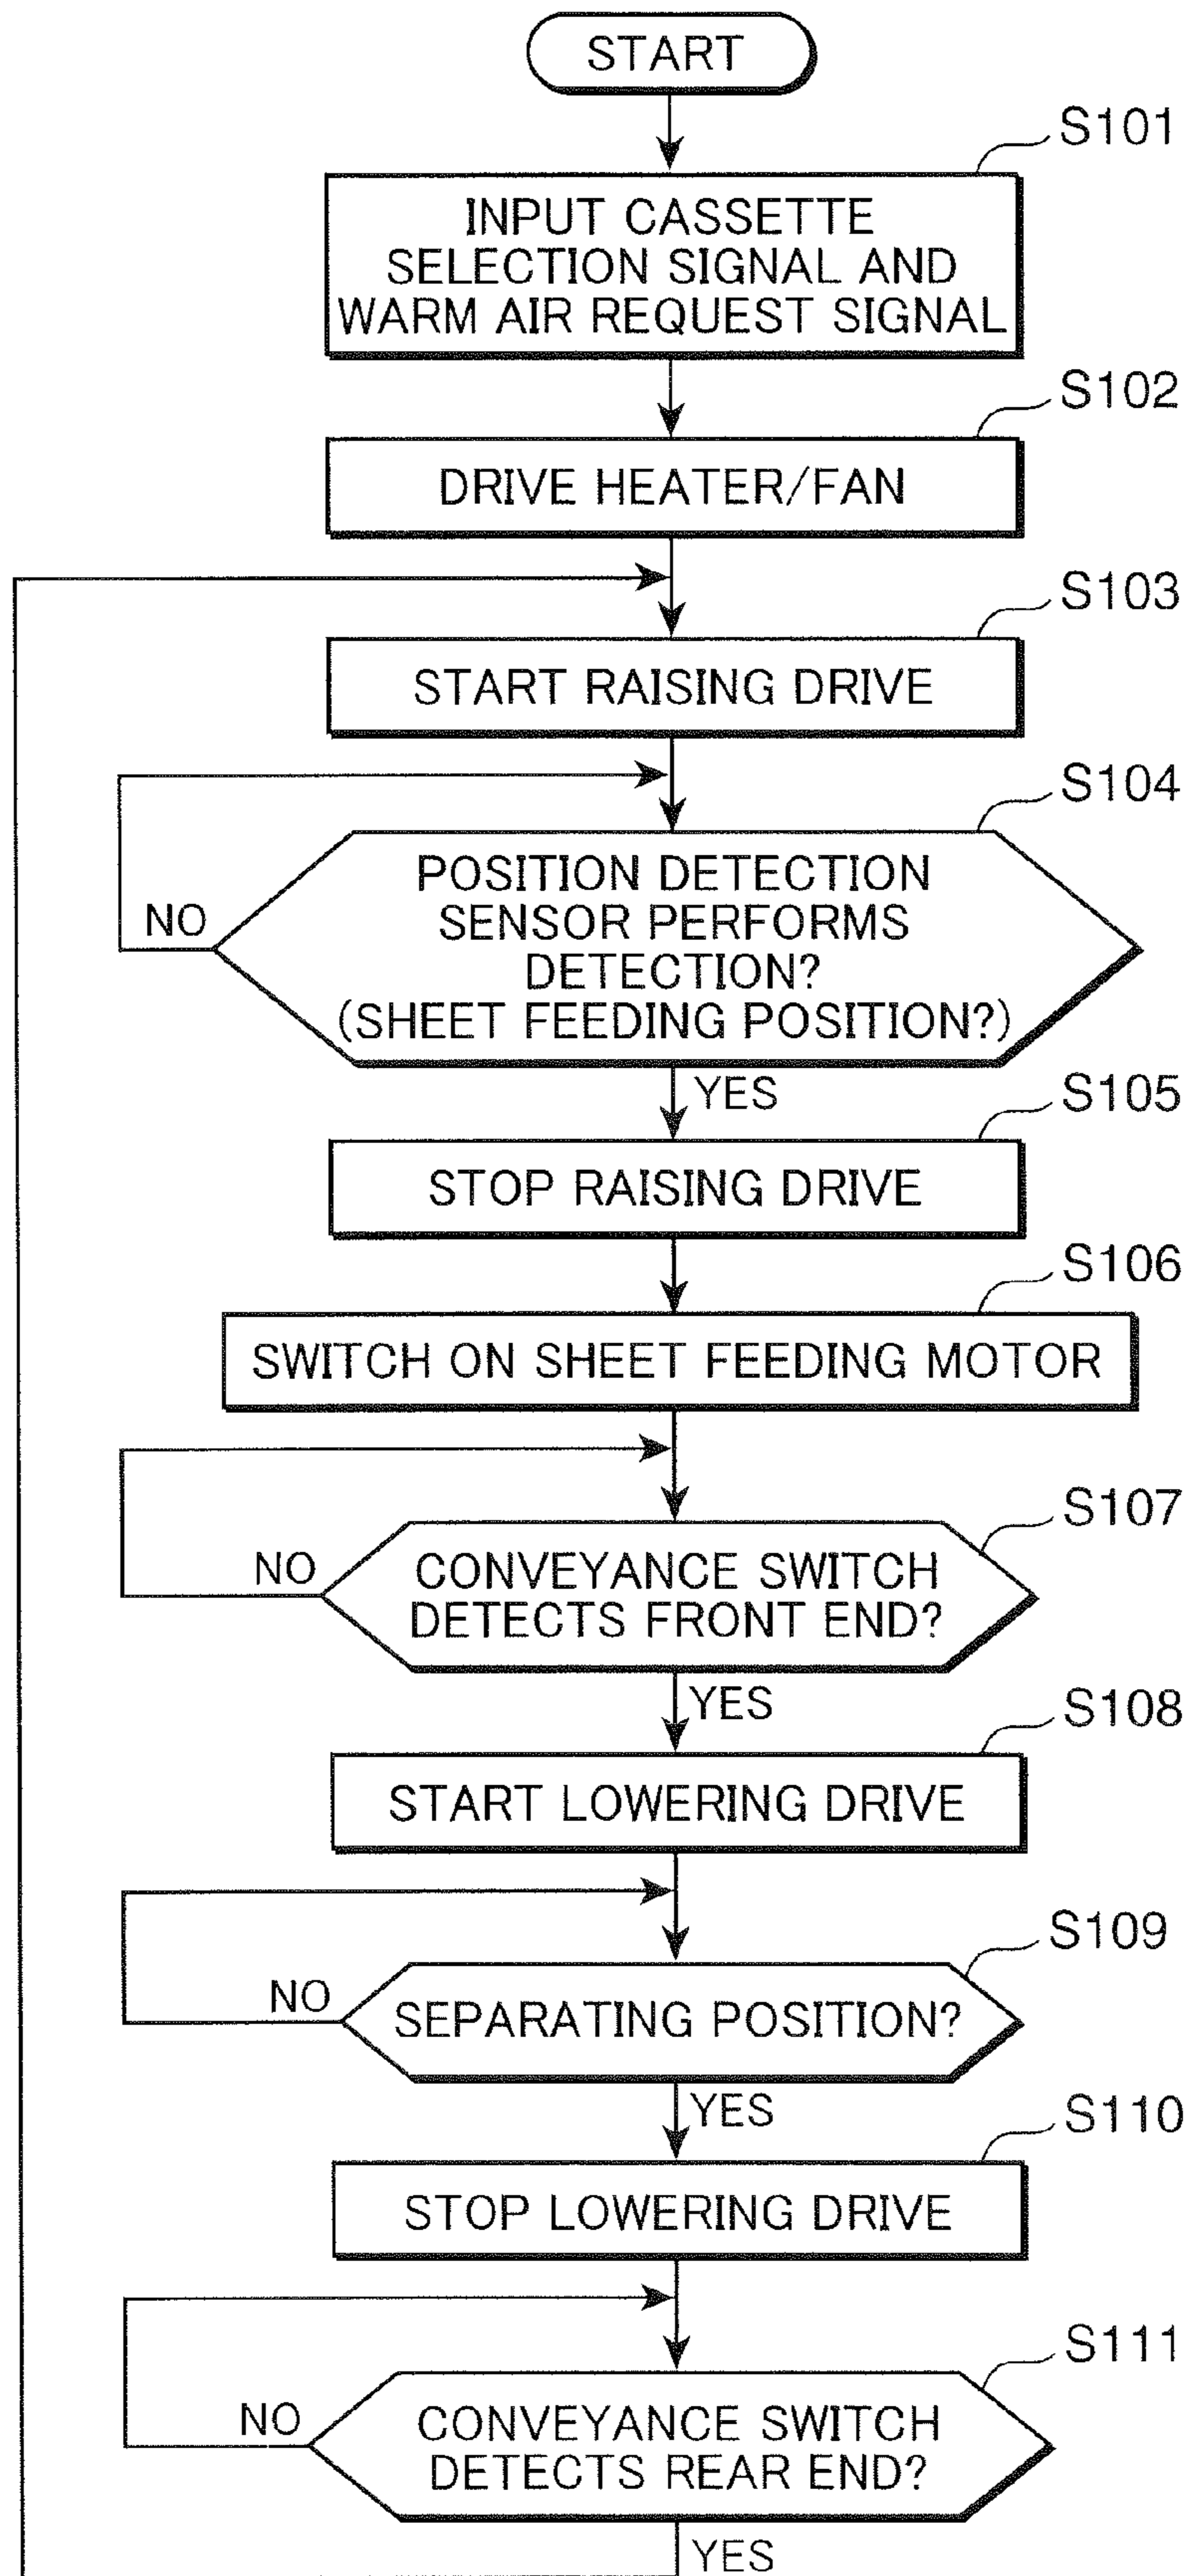 START
S101
INPUT CASSETTE
SELECTION SIGNAL AND
WARM AIR REQUEST SIGNAL
S102
DRIVE HEATER/FAN
S103
START RAISING DRIVE
S104
POSITION DETECTION
SENSOR PERFORMS
DETECTION?
(SHEET FEEDING POSITION?)
NO
YES
S105
STOP RAISING DRIVE
S106
SWITCH ON SHEET FEEDING MOTOR
S107
CONVEYANCE SWITCH
DETECTS FRONT END?
NO
YES
S108
START LOWERING DRIVE
S109
SEPARATING POSITION?
NO
YES
S110
STOP LOWERING DRIVE
S111
CONVEYANCE SWITCH
DETECTS REAR END?
NO
YES